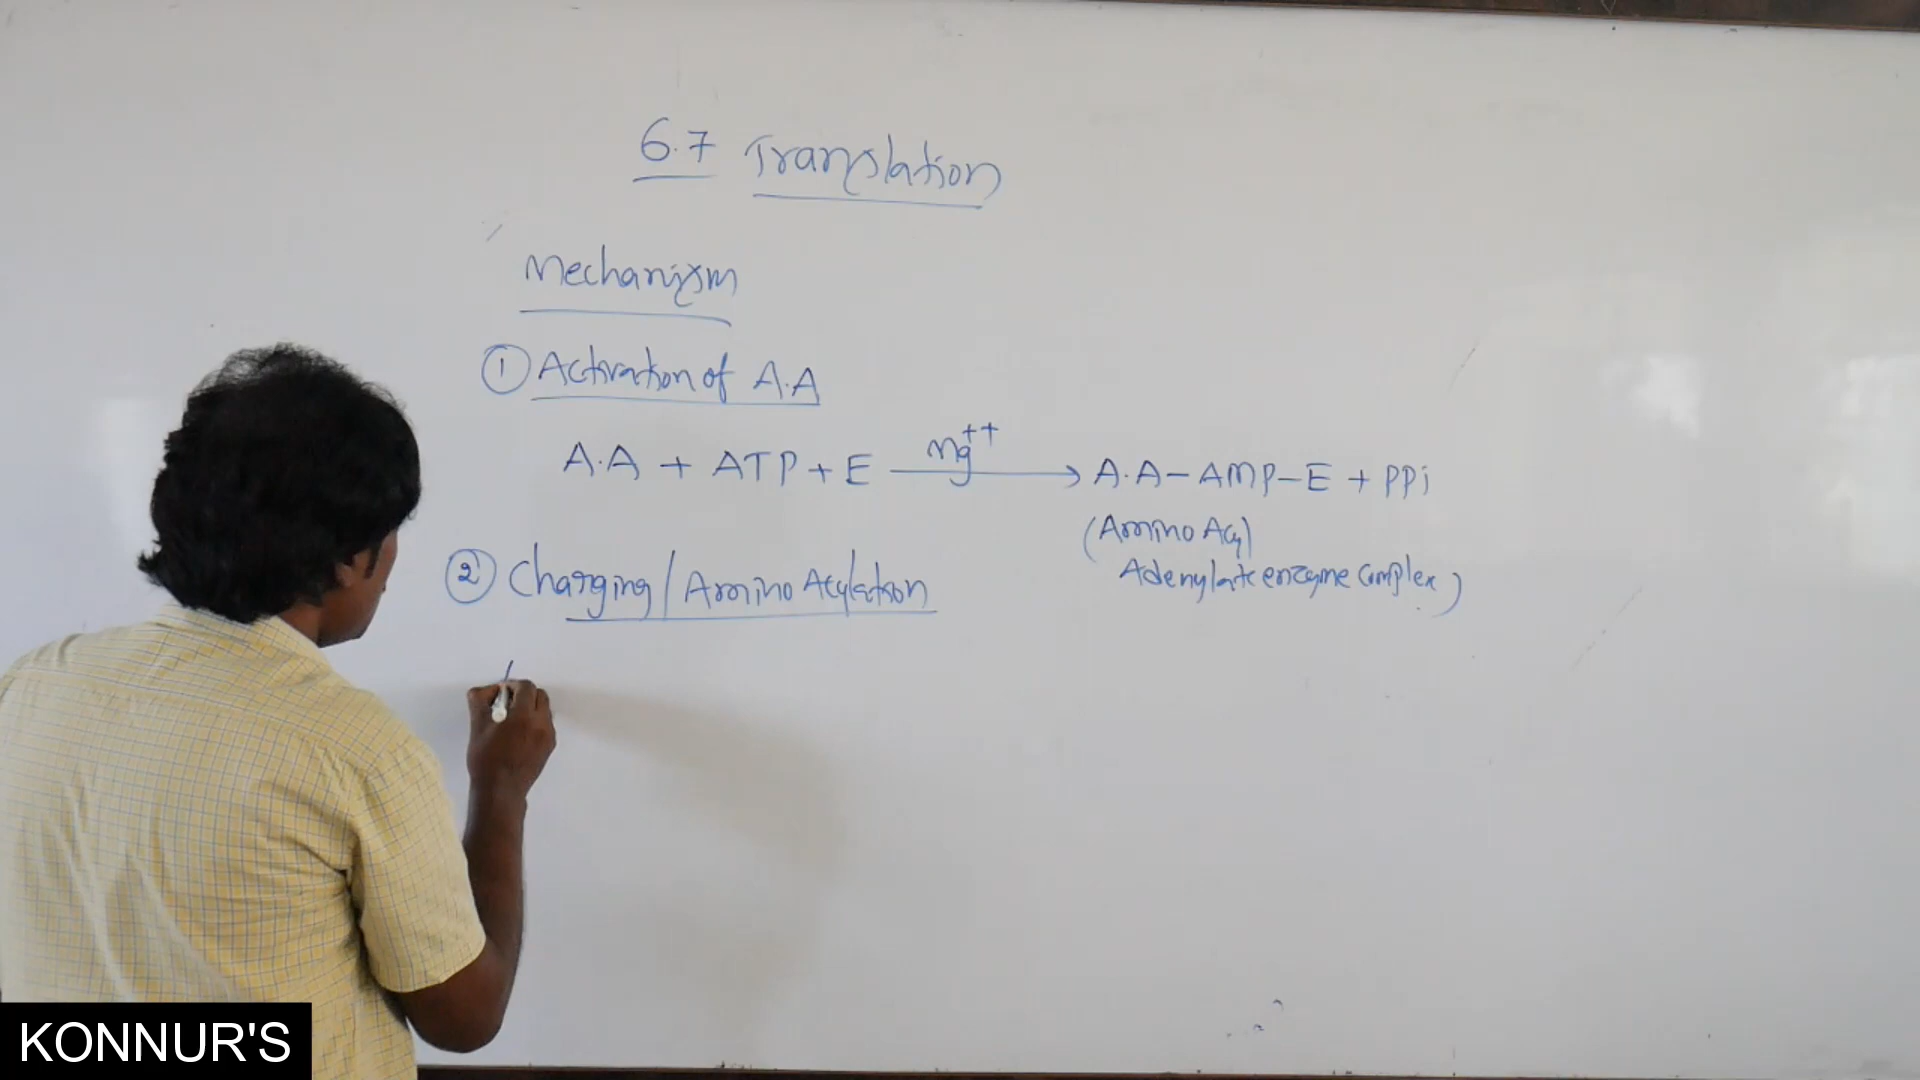 6.7 Translation
Mechanism
① Activation of A.A
A.A + ATP + E —Mg++→ A.A - AMP - E + PPi
(Amino Acyl
Adenylate enzyme complex)
② Charging / Amino Acylation
KONNUR'S